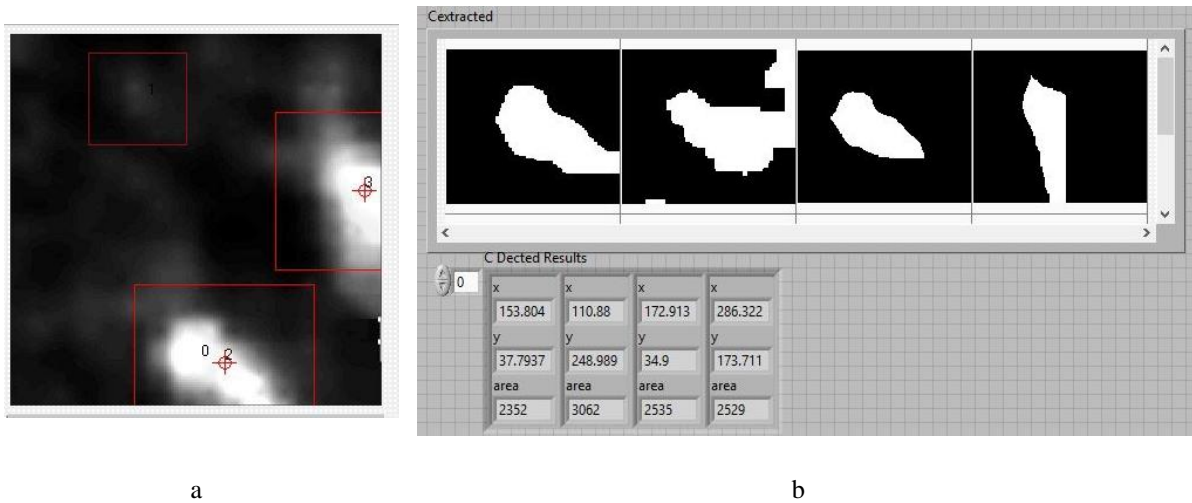 1
3
0 2
Cextracted
C Dected Results
0
x x x x
153.804 110.88 172.913 286.322
y y y y
37.7937 248.989 34.9 173.711
area area area area
2352 3062 2535 2529
a b